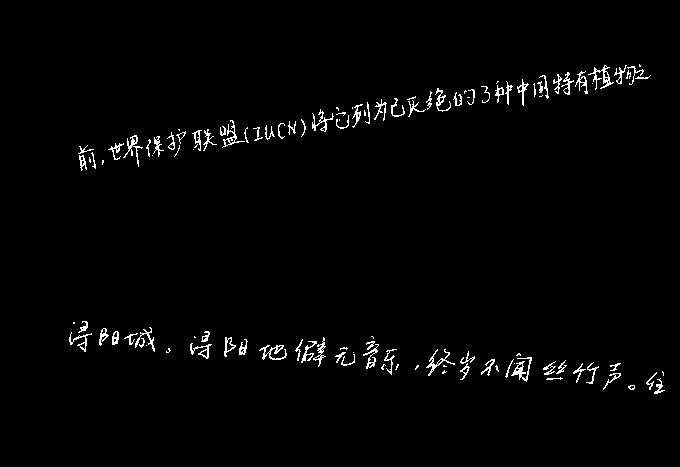 前,世界保护联盟(IUCN)将它列为已灭绝的3种中国特有植物之
浔阳城。浔阳地僻无音乐,终岁不闻丝竹声。住